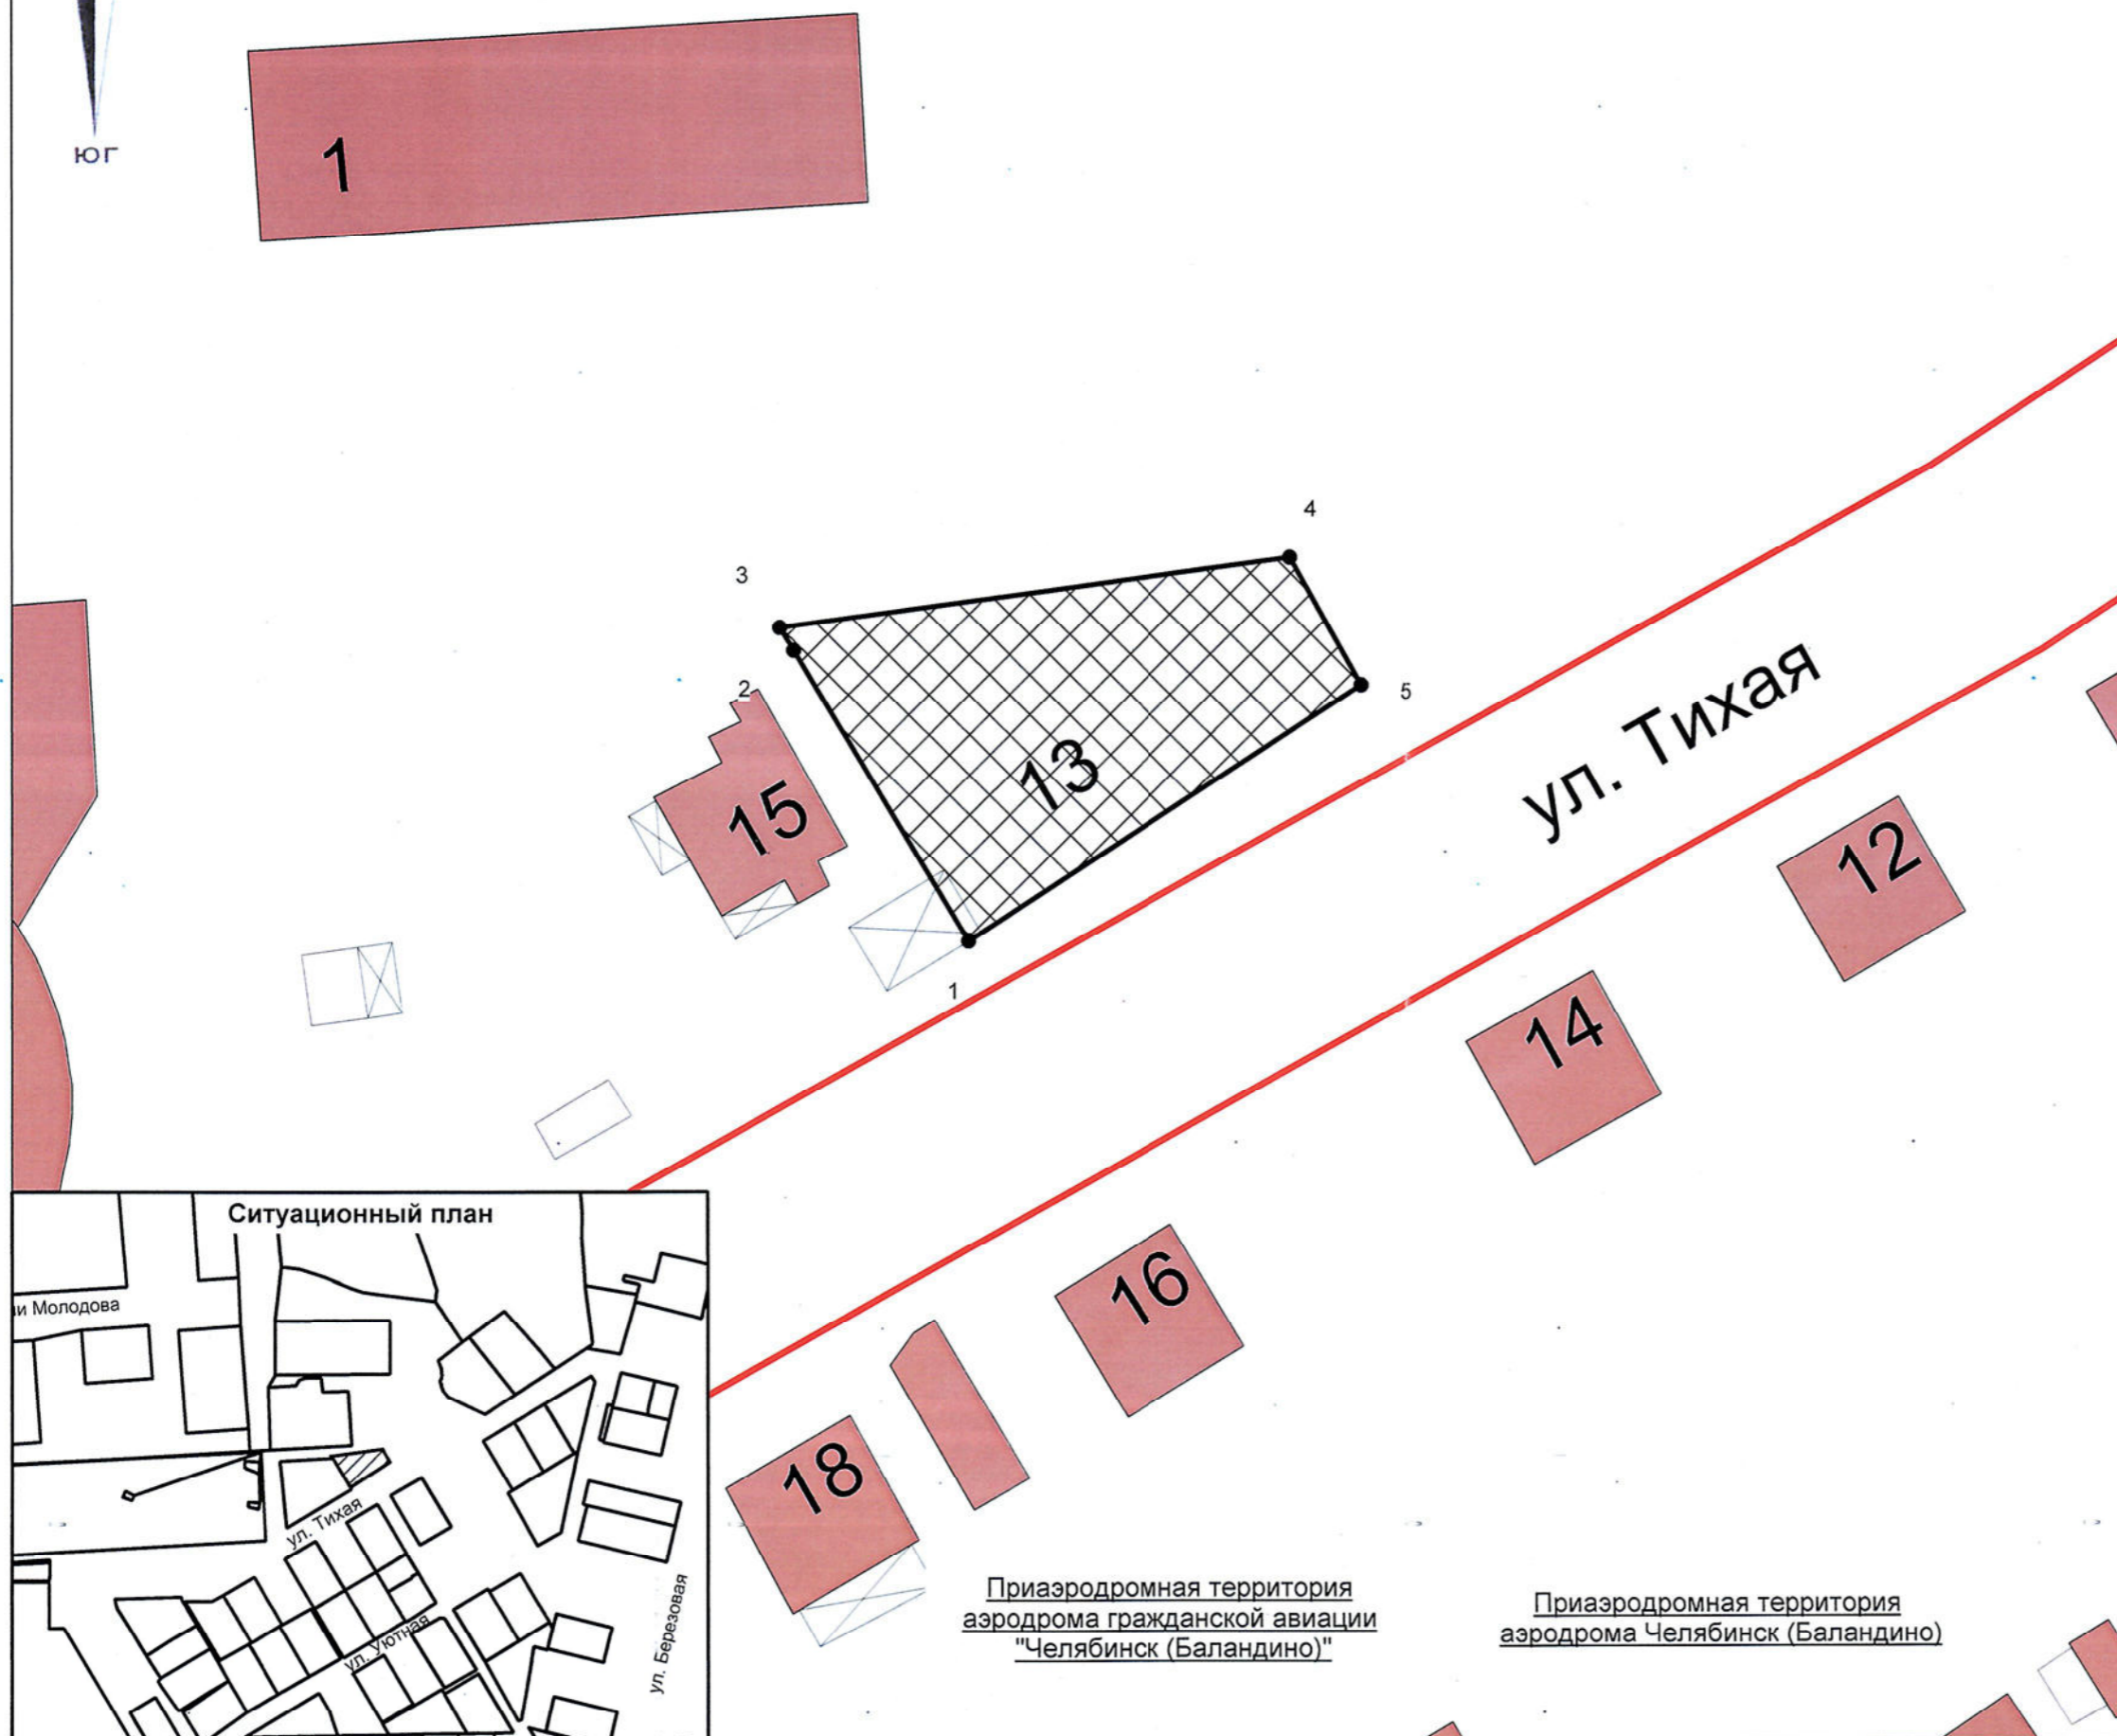 ЮГ
1
4
3
5
2
13
15
ул. Тихая
12
1
14
Ситуационный план
Молодова
16
18
ул. Тихая
ул. Уютная
ул. Березовая
Приаэродромная территория
аэродрома гражданской авиации
"Челябинск (Баландино)"
Приаэродромная территория
аэродрома Челябинск (Баландино)